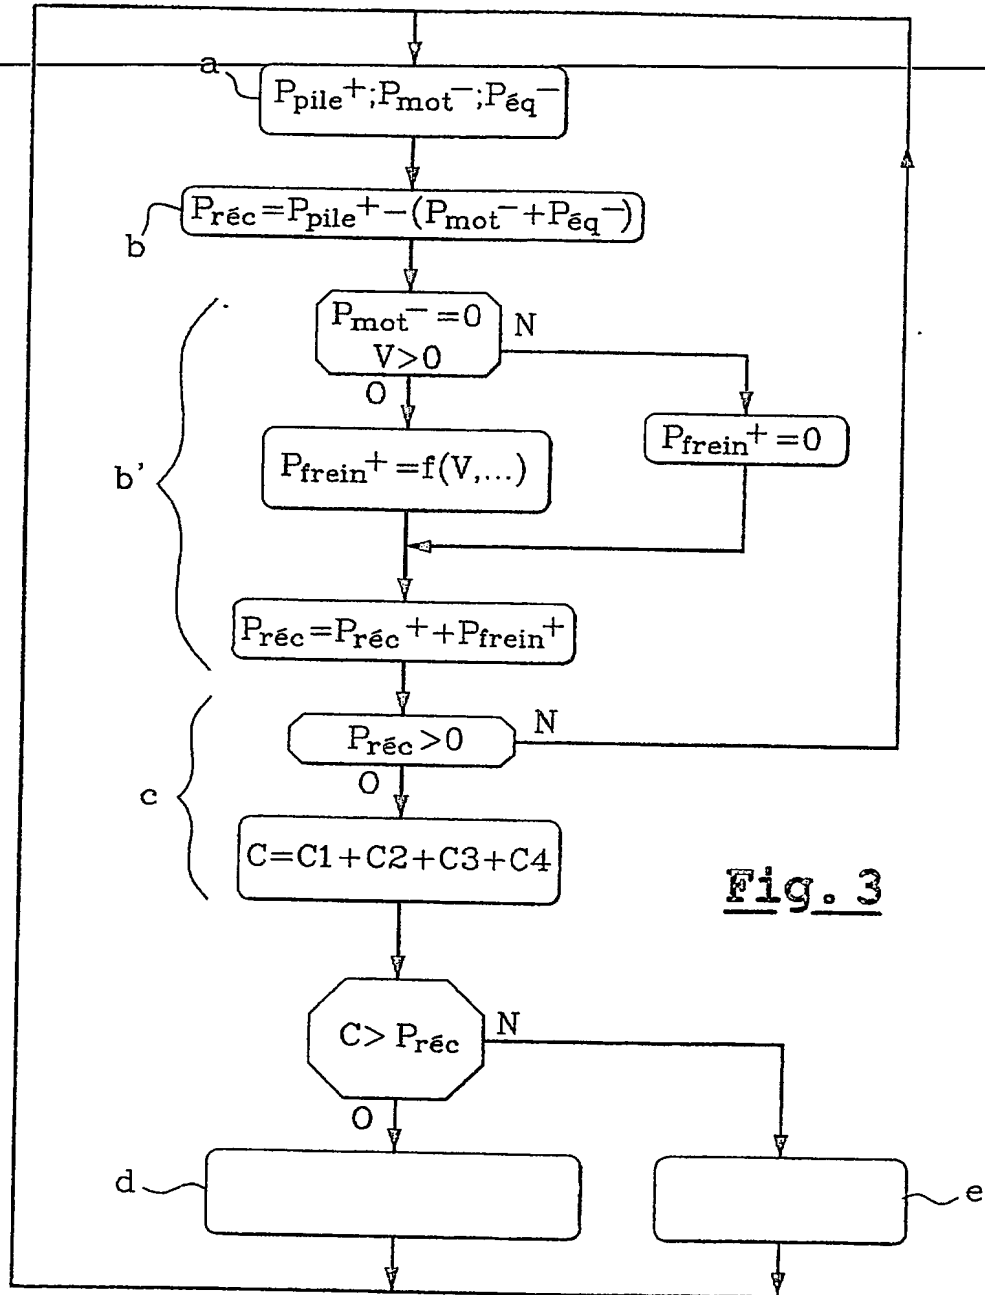 a
P_pile⁺;P_mot⁻;P_éq⁻
P_réc=P_pile⁺-(P_mot⁻+P_éq⁻)
b
P_mot⁻=0
V>0
N
O
P_frein⁺=0
P_frein⁺=f(V,...)
b'
P_réc=P_réc⁺+P_frein⁺
P_réc>0
N
O
c
C=C1+C2+C3+C4
Fig. 3
C> P_réc
N
O
d
e